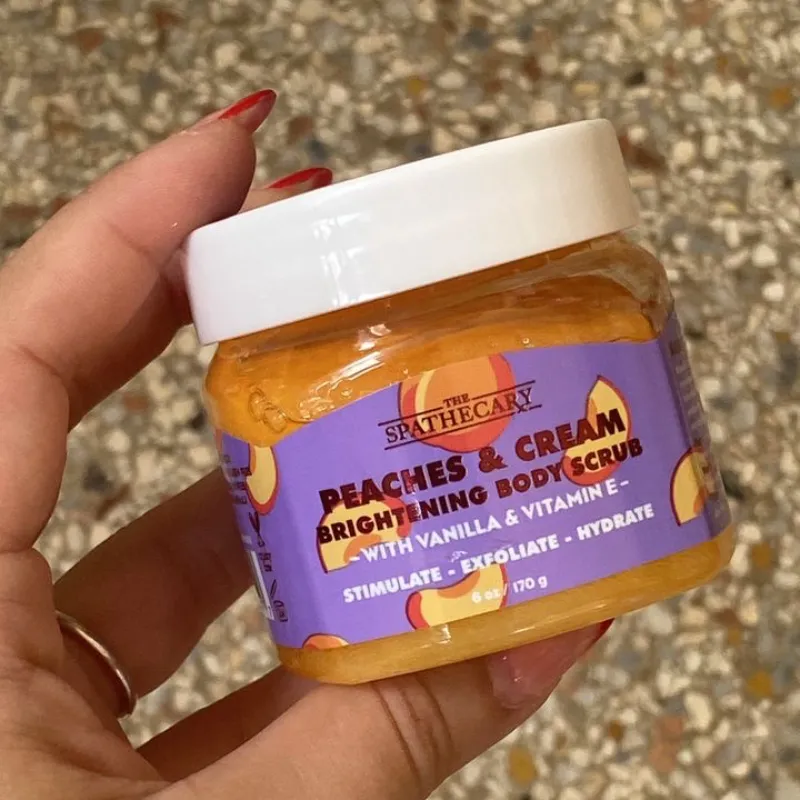 THE
SPATHECARY
PEACHES & CREAM
BRIGHTENING BODY SCRUB
- WITH VANILLA & VITAMIN E -
STIMULATE - EXFOLIATE - HYDRATE
6 oz / 170 g